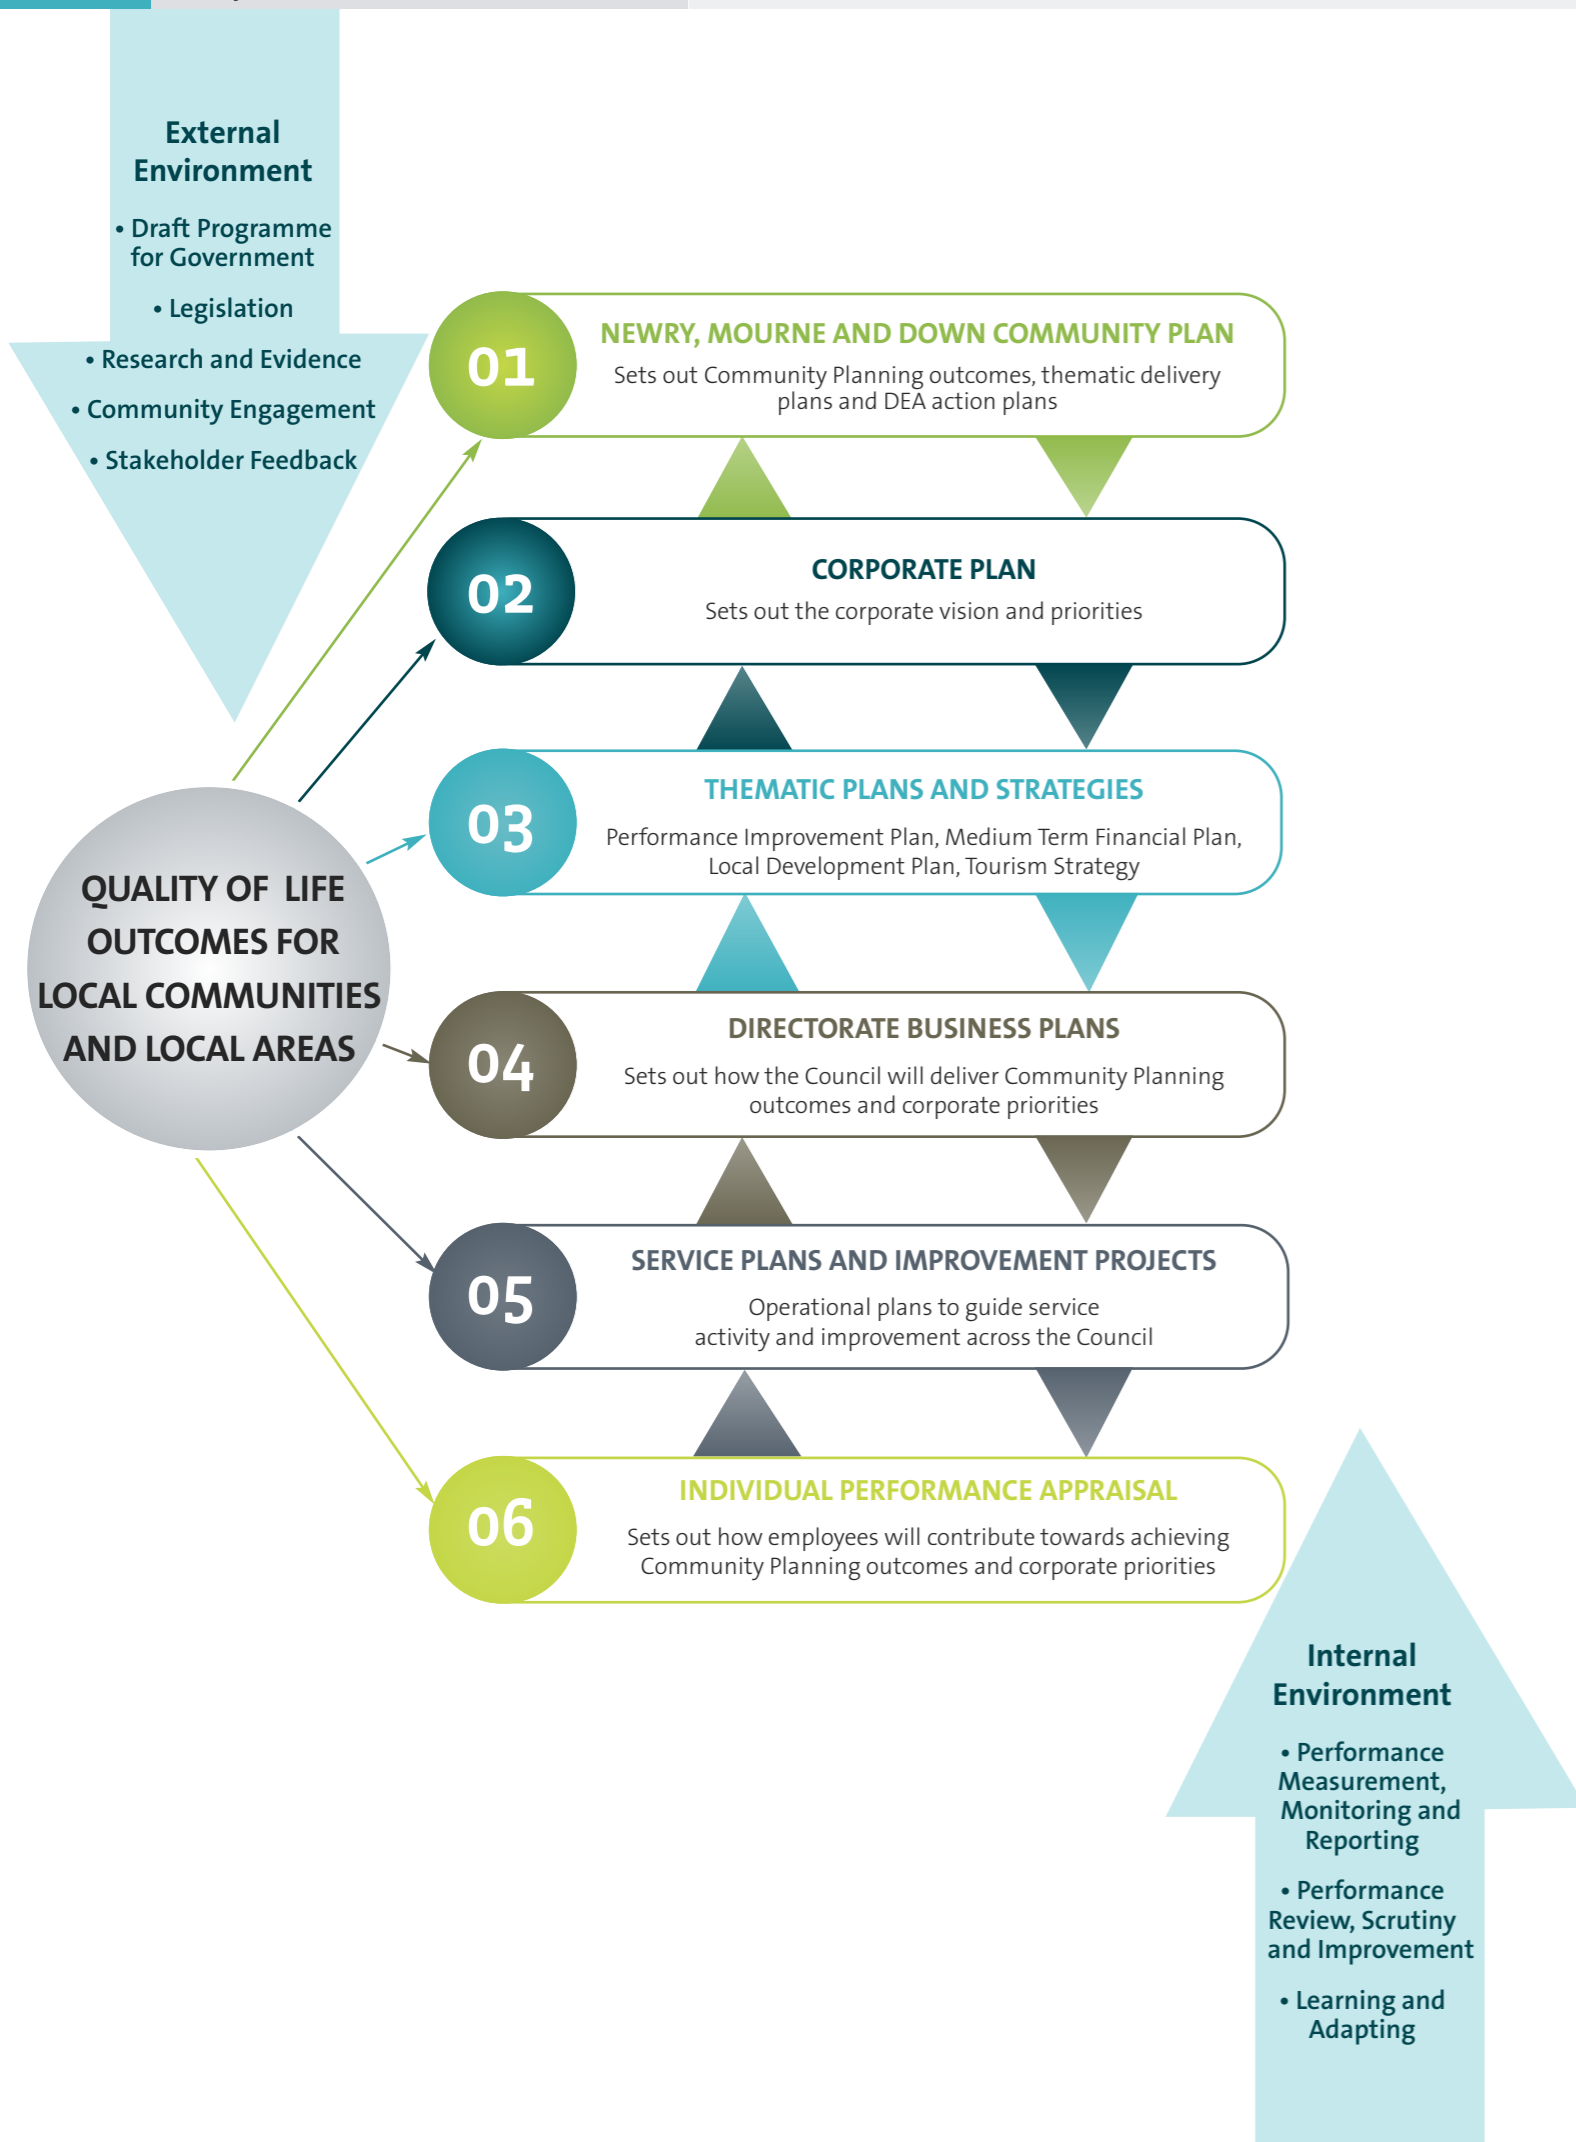 External
Environment
• Draft Programme
for Government
• Legislation
• Research and Evidence
• Community Engagement
• Stakeholder Feedback
01
NEWRY, MOURNE AND DOWN COMMUNITY PLAN
Sets out Community Planning outcomes, thematic delivery
plans and DEA action plans
02
CORPORATE PLAN
Sets out the corporate vision and priorities
03
THEMATIC PLANS AND STRATEGIES
Performance Improvement Plan, Medium Term Financial Plan,
Local Development Plan, Tourism Strategy
QUALITY OF LIFE
OUTCOMES FOR
LOCAL COMMUNITIES
AND LOCAL AREAS
04
DIRECTORATE BUSINESS PLANS
Sets out how the Council will deliver Community Planning
outcomes and corporate priorities
05
SERVICE PLANS AND IMPROVEMENT PROJECTS
Operational plans to guide service
activity and improvement across the Council
06
INDIVIDUAL PERFORMANCE APPRAISAL
Sets out how employees will contribute towards achieving
Community Planning outcomes and corporate priorities
Internal
Environment
• Performance
Measurement,
Monitoring and
Reporting
• Performance
Review, Scrutiny
and Improvement
• Learning and
Adapting